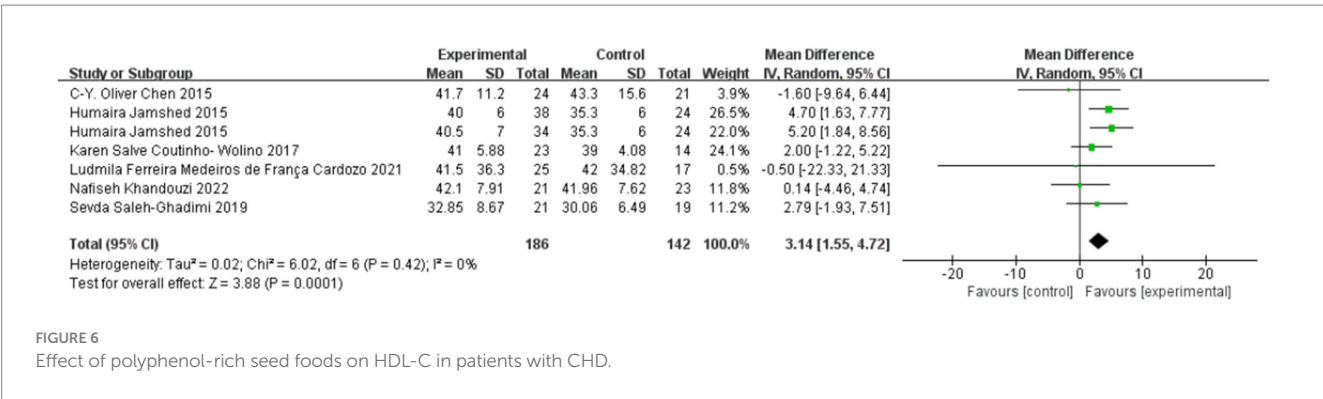 Experimental Control Mean Difference Mean Difference
Study or Subgroup Mean SD Total Mean SD Total Weight IV, Random, 95% CI IV, Random, 95% CI
C-Y. Oliver Chen 2015 41.7 11.2 24 43.3 15.6 21 3.9% -1.60 [-9.64, 6.44]
Humaira Jamshed 2015 40 6 38 35.3 6 24 26.5% 4.70 [1.63, 7.77]
Humaira Jamshed 2015 40.5 7 34 35.3 6 24 22.0% 5.20 [1.84, 8.56]
Karen Salve Coutinho- Wolino 2017 41 5.88 23 39 4.08 14 24.1% 2.00 [-1.22, 5.22]
Ludmila Ferreira Medeiros de França Cardozo 2021 41.5 36.3 25 42 34.82 17 0.5% -0.50 [-22.33, 21.33]
Nafiseh Khandouzi 2022 42.1 7.91 21 41.96 7.62 23 11.8% 0.14 [-4.46, 4.74]
Sevda Saleh-Ghadimi 2019 32.85 8.67 21 30.06 6.49 19 11.2% 2.79 [-1.93, 7.51]
Total (95% CI) 186 142 100.0% 3.14 [1.55, 4.72]
Heterogeneity: Tau² = 0.02; Chi² = 6.02, df = 6 (P = 0.42); I² = 0%
Test for overall effect: Z = 3.88 (P = 0.0001)
-20 -10 0 10 20
Favours [control] Favours [experimental]
FIGURE 6
Effect of polyphenol-rich seed foods on HDL-C in patients with CHD.